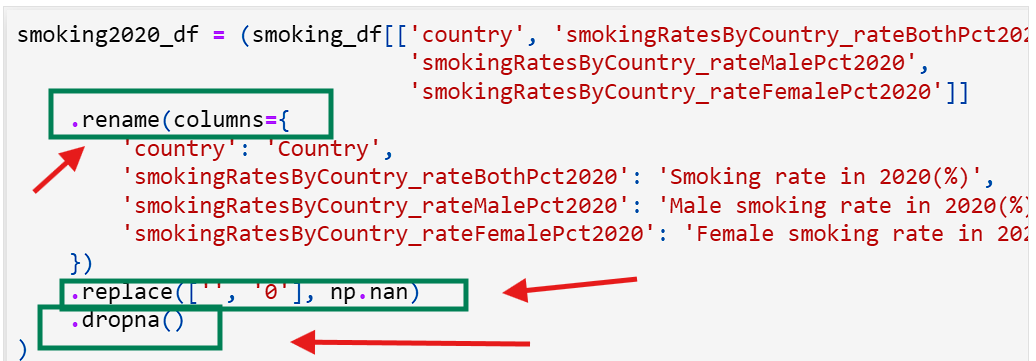 smoking2020_df = (smoking_df[['country', 'smokingRatesByCountry_rateBothPct202
'smokingRatesByCountry_rateMalePct2020',
'smokingRatesByCountry_rateFemalePct2020']]
.rename(columns={
'country': 'Country',
'smokingRatesByCountry_rateBothPct2020': 'Smoking rate in 2020(%)',
'smokingRatesByCountry_rateMalePct2020': 'Male smoking rate in 2020(%)
'smokingRatesByCountry_rateFemalePct2020': 'Female smoking rate in 202
})
.replace(['', '0'], np.nan)
.dropna()
)